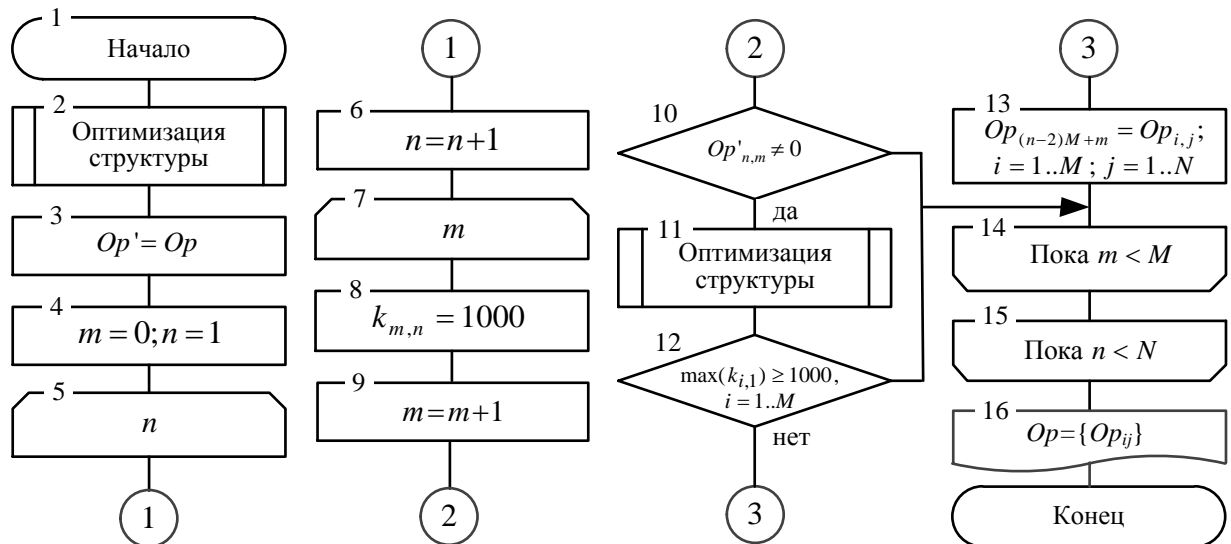 1
Начало
2
Оптимизация
структуры
3
Op'= Op
4
m = 0; n = 1
5
n
1
1
6
n=n+1
7
m
8
k_{m,n} = 1000
9
m=m+1
2
2
10
Op'_{n,m} ≠ 0
да
11
Оптимизация
структуры
12
max(k_{i,1}) ≥ 1000,
i = 1..M
нет
3
3
13
Op_{(n−2)M+m} = Op_{i,j};
i = 1..M ; j = 1..N
14
Пока m < M
15
Пока n < N
16
Op={Op_{ij}}
Конец